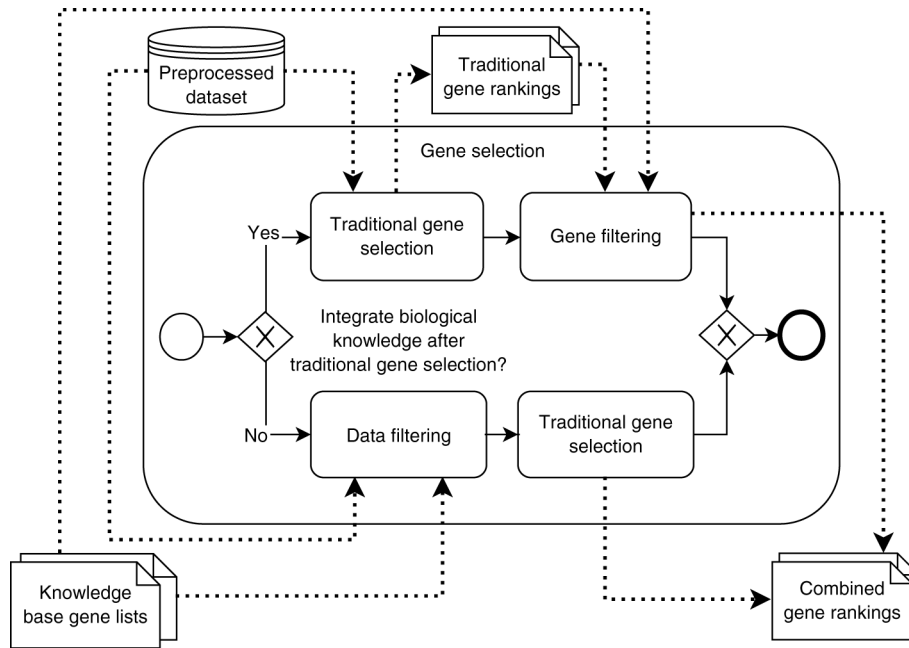 Preprocessed
dataset
Traditional
gene rankings
Gene selection
Yes
Traditional gene
selection
Gene filtering
Integrate biological
knowledge after
traditional gene selection?
No
Data filtering
Traditional gene
selection
Knowledge
base gene lists
Combined
gene rankings